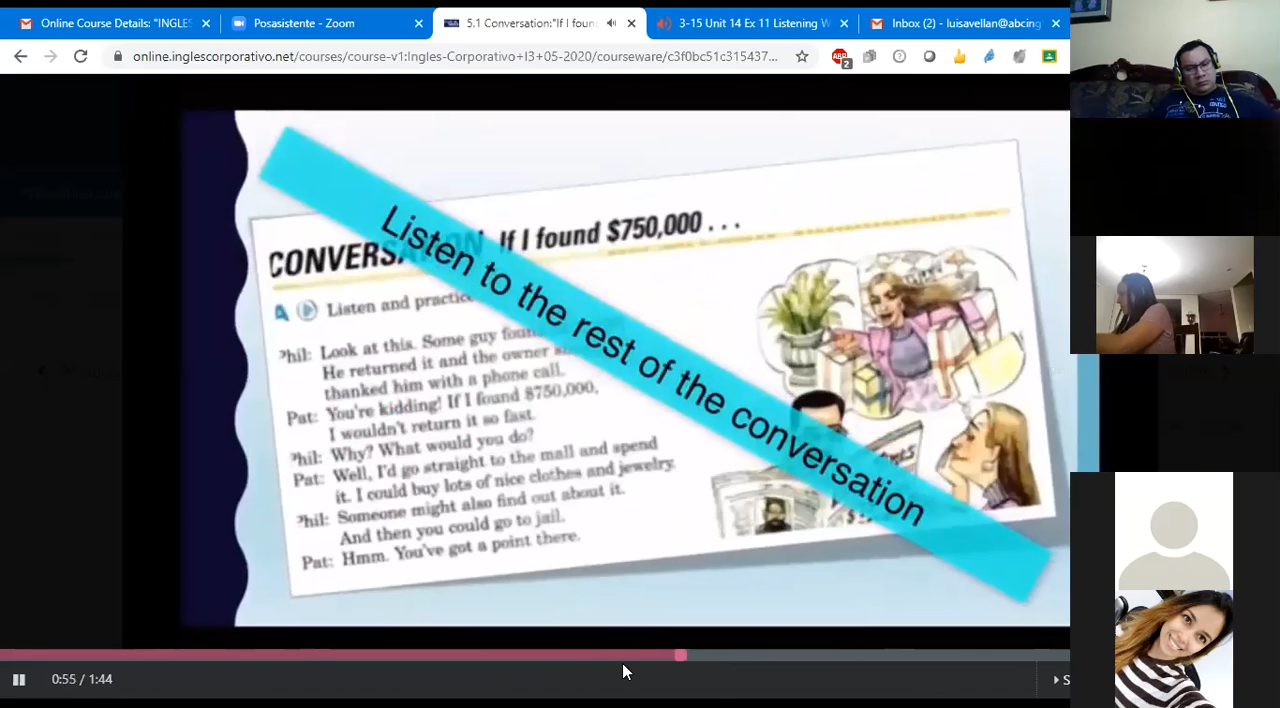 Online Course Details: "INGLES
Posasistente - Zoom
5.1 Conversation:"If I foun
3-15 Unit 14 Ex 11 Listening W
Inbox (2) - luisavellan@abcing
online.inglescorporativo.net/courses/course-v1:Ingles-Corporativo+I3+05-2020/courseware/c3f0bc51c315437...
ABP
2
Listen to the rest of the conversation
If I found $750,000 . . .
A Listen and practice
Phil: Look at this. Some guy
He returned it and the owner
thanked him with a phone call.
Pat: You're kidding! If I found $750,000,
I wouldn't return it so fast.
Phil: Why? What would you do?
Pat: Well, I'd go straight to the mall and spend
it. I could buy lots of nice clothes and jewelry.
Phil: Someone might also find out about it.
And then you could go to jail.
Pat: Hmm. You've got a point there.
0:55 / 1:44
S